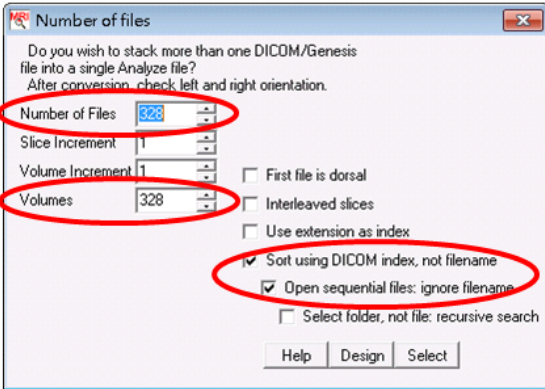 MRI Number of files
Do you wish to stack more than one DICOM/Genesis
file into a single Analyze file?
After conversion, check left and right orientation.
Number of Files 328
Slice Increment 1
Volume Increment 1
First file is dorsal
Volumes 328
Interleaved slices
Use extension as index
Sort using DICOM index, not filename
Open sequential files: ignore filename
Select folder, not file: recursive search
Help Design Select